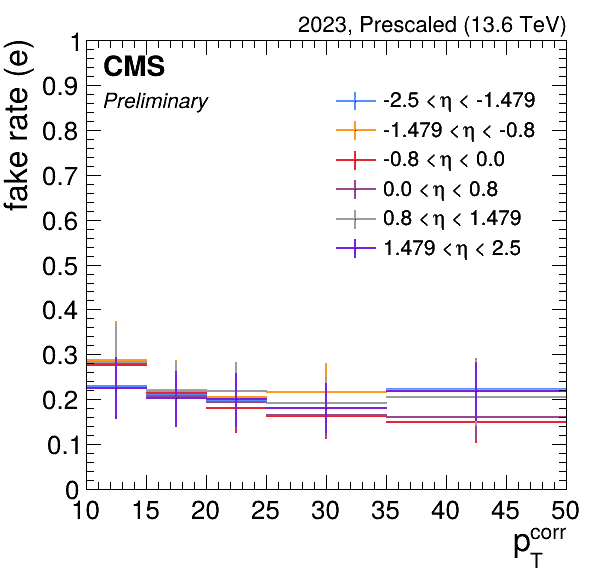 2023, Prescaled (13.6 TeV)
CMS
Preliminary
fake rate (e)
-2.5 < η < -1.479
-1.479 < η < -0.8
-0.8 < η < 0.0
0.0 < η < 0.8
0.8 < η < 1.479
1.479 < η < 2.5
1
0.9
0.8
0.7
0.6
0.5
0.4
0.3
0.2
0.1
0
10 15 20 25 30 35 40 45 50
p_T^corr